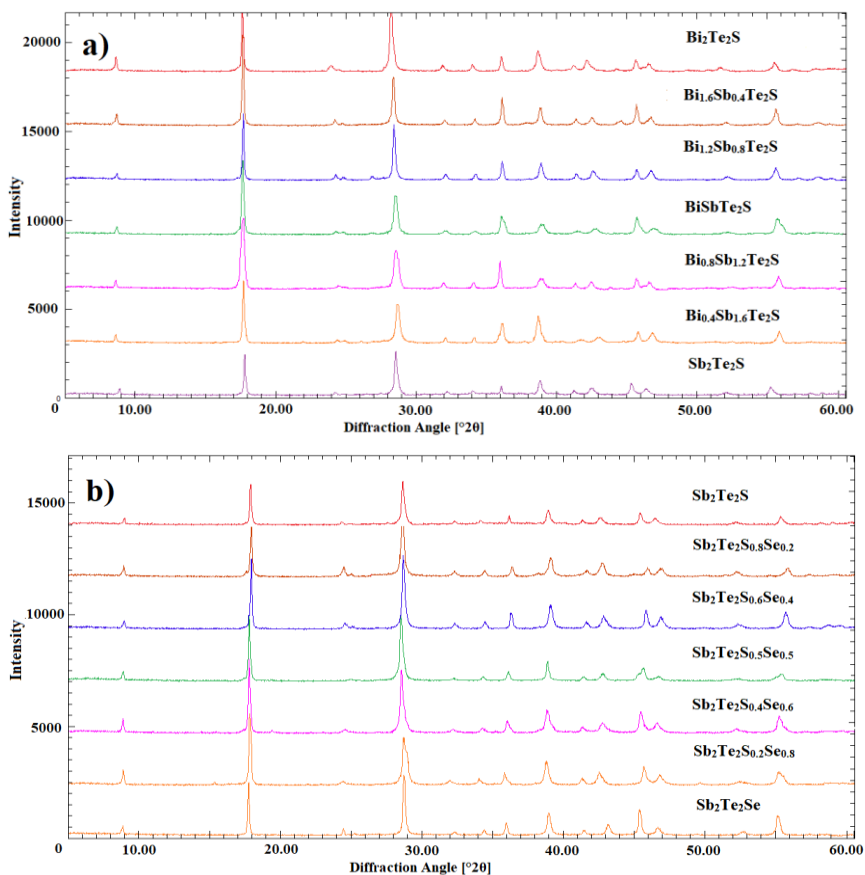 a)
20000
15000
10000
5000
0
Intensity
Bi₂Te₂S
Bi₁.₆Sb₀.₄Te₂S
Bi₁.₂Sb₀.₈Te₂S
BiSbTe₂S
Bi₀.₈Sb₁.₂Te₂S
Bi₀.₄Sb₁.₆Te₂S
Sb₂Te₂S
0 10.00 20.00 30.00 40.00 50.00 60.00
Diffraction Angle [°2θ]
b)
15000
10000
5000
Intensity
Sb₂Te₂S
Sb₂Te₂S₀.₈Se₀.₂
Sb₂Te₂S₀.₆Se₀.₄
Sb₂Te₂S₀.₅Se₀.₅
Sb₂Te₂S₀.₄Se₀.₆
Sb₂Te₂S₀.₂Se₀.₈
Sb₂Te₂Se
0 10.00 20.00 30.00 40.00 50.00 60.00
Diffraction Angle [°2θ]